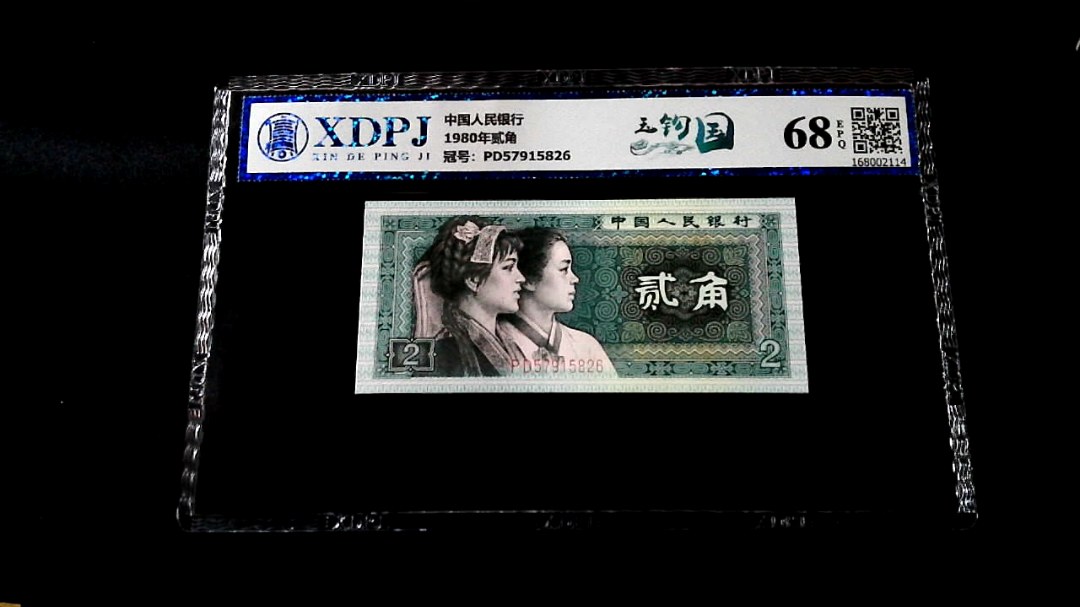 XDPJ
XIN DE PING JI
中国人民银行
1980年贰角
冠号：PD57915826
玉钩国
68
EPQ
168002114
中国人民银行
贰角
2
PD57915826
2